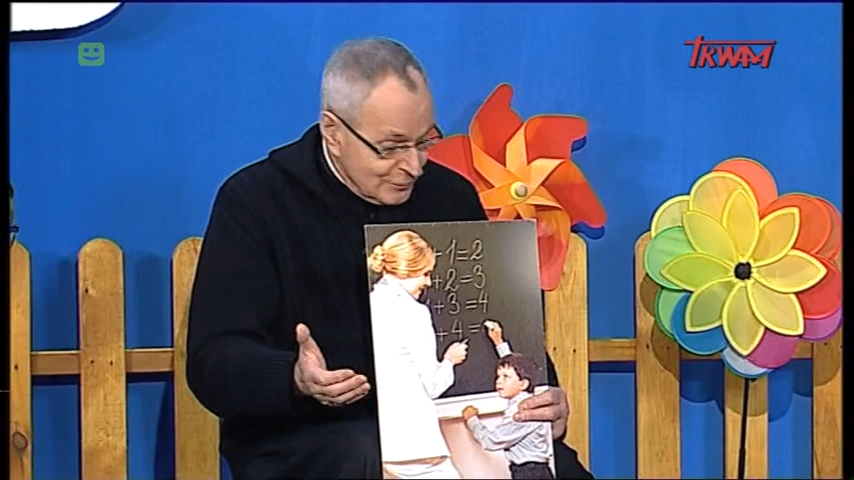 TRWAM
+1=2
+2=3
+3=4
+4=